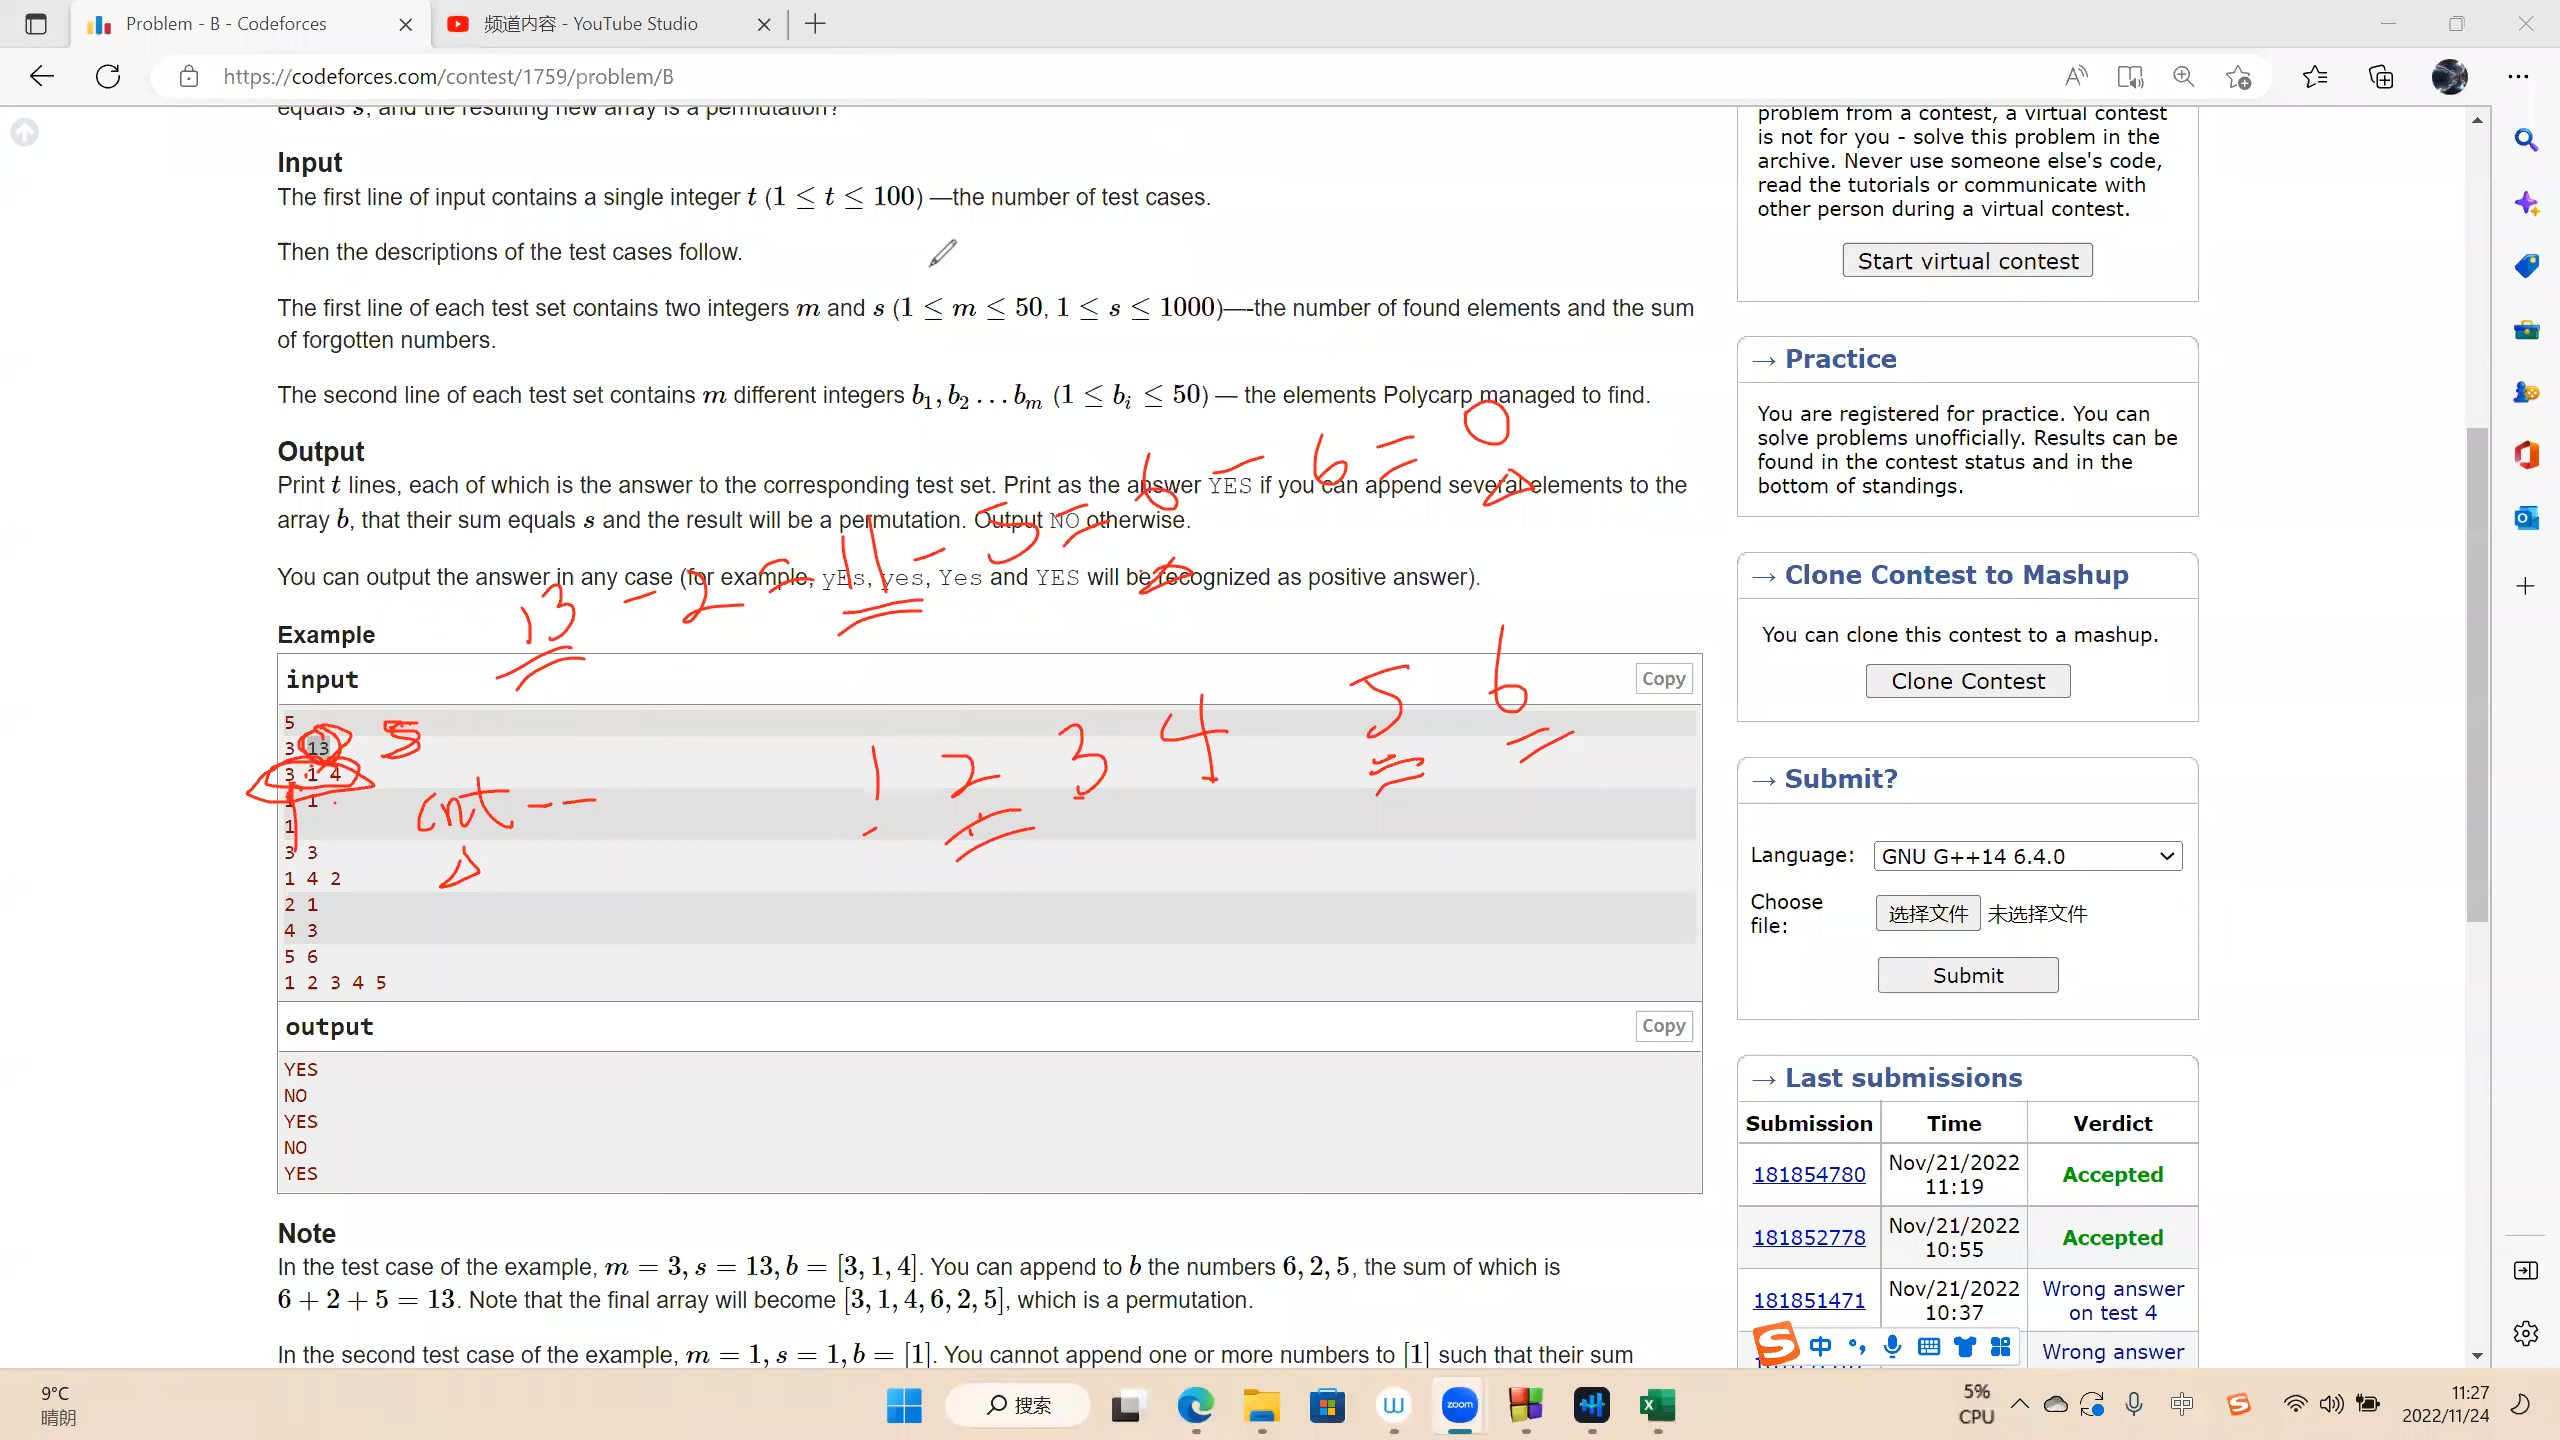 Problem - B - Codeforces
频道内容 - YouTube Studio
https://codeforces.com/contest/1759/problem/B
equals s, and the resulting new array is a permutation?
Input
The first line of input contains a single integer t (1 ≤ t ≤ 100) —the number of test cases.
Then the descriptions of the test cases follow.
The first line of each test set contains two integers m and s (1 ≤ m ≤ 50, 1 ≤ s ≤ 1000)—-the number of found elements and the sum
of forgotten numbers.
The second line of each test set contains m different integers b1, b2 ... bm (1 ≤ bi ≤ 50) — the elements Polycarp managed to find.
Output
Print t lines, each of which is the answer to the corresponding test set. Print as the answer YES if you can append several elements to the
array b, that their sum equals s and the result will be a permutation. Output NO otherwise.
You can output the answer in any case (for example, yEs, yes, Yes and YES will be recognized as positive answer).
13 - 2 = 11 - 5 = 6 - 6 = 0
Example
input
Copy
5
3 13
3 1 4
1 1
1
3 3
1 4 2
2 1
4 3
5 6
1 2 3 4 5
5
cnt --
1 2 3 4 5 6
output
Copy
YES
NO
YES
NO
YES
Note
In the test case of the example, m = 3, s = 13, b = [3, 1, 4]. You can append to b the numbers 6, 2, 5, the sum of which is
6 + 2 + 5 = 13. Note that the final array will become [3, 1, 4, 6, 2, 5], which is a permutation.
In the second test case of the example, m = 1, s = 1, b = [1]. You cannot append one or more numbers to [1] such that their sum
problem from a contest, a virtual contest
is not for you - solve this problem in the
archive. Never use someone else's code,
read the tutorials or communicate with
other person during a virtual contest.
Start virtual contest
→ Practice
You are registered for practice. You can
solve problems unofficially. Results can be
found in the contest status and in the
bottom of standings.
→ Clone Contest to Mashup
You can clone this contest to a mashup.
Clone Contest
→ Submit?
Language: GNU G++14 6.4.0
Choose
file:
选择文件 未选择文件
Submit
→ Last submissions
Submission Time Verdict
181854780 Nov/21/2022 11:19 Accepted
181852778 Nov/21/2022 10:55 Accepted
181851471 Nov/21/2022 10:37 Wrong answer on test 4
Wrong answer
中
9°C
晴朗
搜索
zoom
5%
CPU
中
11:27
2022/11/24